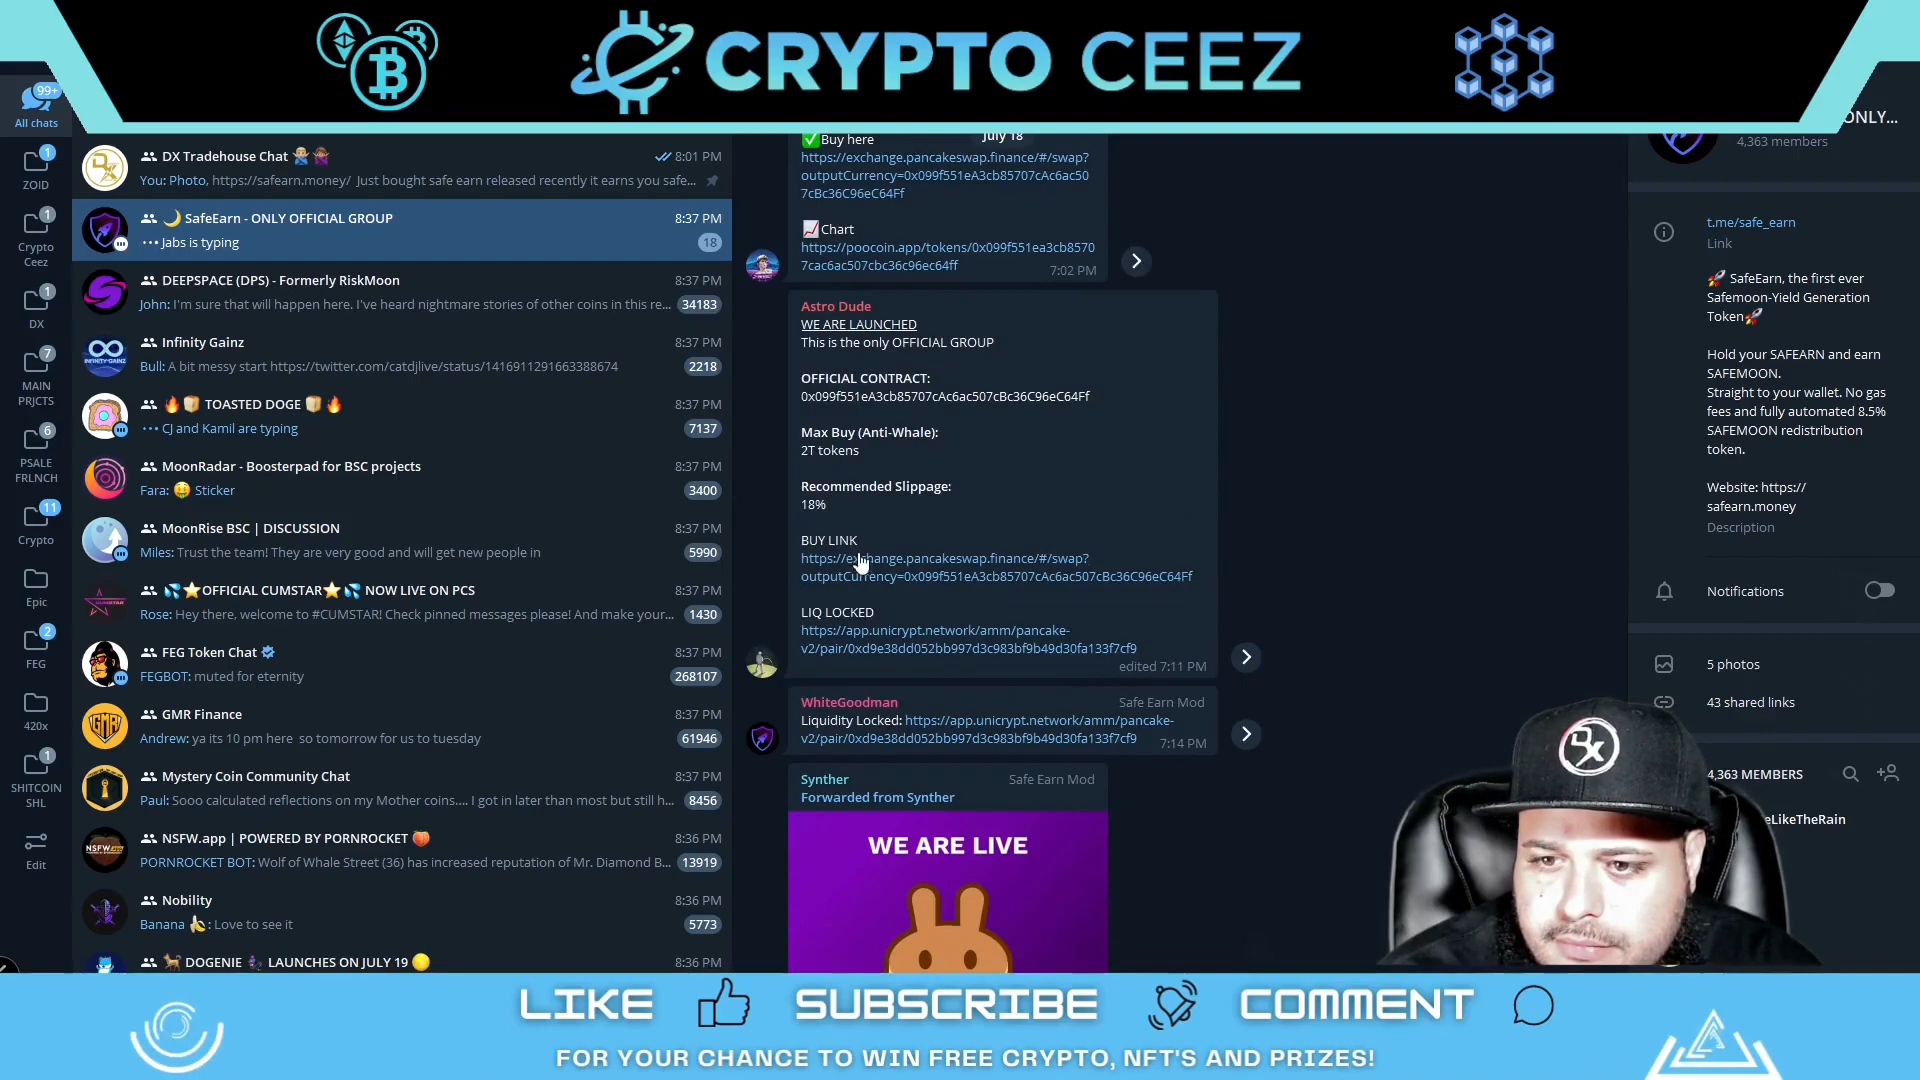 CRYPTO CEEZ
99+
All chats
1
ZOID
1
Crypto
Ceez
1
DX
7
MAIN
PRJCTS
6
PSALE
FRLNCH
11
Crypto
Epic
2
FEG
420x
1
SHITCOIN
SHL
Edit
DX Tradehouse Chat 🤷🏼‍♂️🤷🏾‍♀️ 8:01 PM
You: Photo, https://safearn.money/ Just bought safe earn released recently it earns you safe...
🌙 SafeEarn - ONLY OFFICIAL GROUP 8:37 PM
Jabs is typing 18
DEEPSPACE (DPS) - Formerly RiskMoon 8:37 PM
John: I'm sure that will happen here. I've heard nightmare stories of other coins in this re... 34183
Infinity Gainz 8:37 PM
Bull: A bit messy start https://twitter.com/catdjlive/status/1416911291663388674 2218
🔥🍞 TOASTED DOGE 🍞🔥 8:37 PM
CJ and Kamil are typing 7137
MoonRadar - Boosterpad for BSC projects 8:37 PM
Fara: 🤑 Sticker 3400
MoonRise BSC | DISCUSSION 8:37 PM
Miles: Trust the team! They are very good and will get new people in 5990
💦⭐OFFICIAL CUMSTAR⭐💦 NOW LIVE ON PCS 8:37 PM
Rose: Hey there, welcome to #CUMSTAR! Check pinned messages please! And make your... 1430
FEG Token Chat 8:37 PM
FEGBOT: muted for eternity 268107
GMR Finance 8:37 PM
Andrew: ya its 10 pm here so tomorrow for us to tuesday 61946
Mystery Coin Community Chat 8:37 PM
Paul: Sooo calculated reflections on my Mother coins.... I got in later than most but still h... 8456
NSFW.app | POWERED BY PORNROCKET 🍑 8:36 PM
PORNROCKET BOT: Wolf of Whale Street (36) has increased reputation of Mr. Diamond B... 13919
Nobility 8:36 PM
Banana 🍌: Love to see it 5773
DOGENIE LAUNCHES ON JULY 19 8:36 PM
July 18
✅Buy here
https://exchange.pancakeswap.finance/#/swap?
outputCurrency=0x099f551eA3cb85707cAc6ac50
7cBc36C96eC64Ff
📈Chart
https://poocoin.app/tokens/0x099f551ea3cb8570
7cac6ac507cbc36c96ec64ff 7:02 PM
Astro Dude
WE ARE LAUNCHED
This is the only OFFICIAL GROUP
OFFICIAL CONTRACT:
0x099f551eA3cb85707cAc6ac507cBc36C96eC64Ff
Max Buy (Anti-Whale):
2T tokens
Recommended Slippage:
18%
BUY LINK
https://exchange.pancakeswap.finance/#/swap?
outputCurrency=0x099f551eA3cb85707cAc6ac507cBc36C96eC64Ff
LIQ LOCKED
https://app.unicrypt.network/amm/pancake-
v2/pair/0xd9e38dd052bb997d3c983bf9b49d30fa133f7cf9
edited 7:11 PM
WhiteGoodman Safe Earn Mod
Liquidity Locked: https://app.unicrypt.network/amm/pancake-
v2/pair/0xd9e38dd052bb997d3c983bf9b49d30fa133f7cf9 7:14 PM
Synther Safe Earn Mod
Forwarded from Synther
WE ARE LIVE
ONLY...
4,363 members
t.me/safe_earn
Link
🚀 SafeEarn, the first ever
Safemoon-Yield Generation
Token🚀
Hold your SAFEARN and earn
SAFEMOON.
Straight to your wallet. No gas
fees and fully automated 8.5%
SAFEMOON redistribution
token.
Website: https://
safearn.money
Description
Notifications
5 photos
43 shared links
4,363 MEMBERS
eLikeTheRain
DX
LIKE SUBSCRIBE COMMENT
FOR YOUR CHANCE TO WIN FREE CRYPTO, NFT'S AND PRIZES!